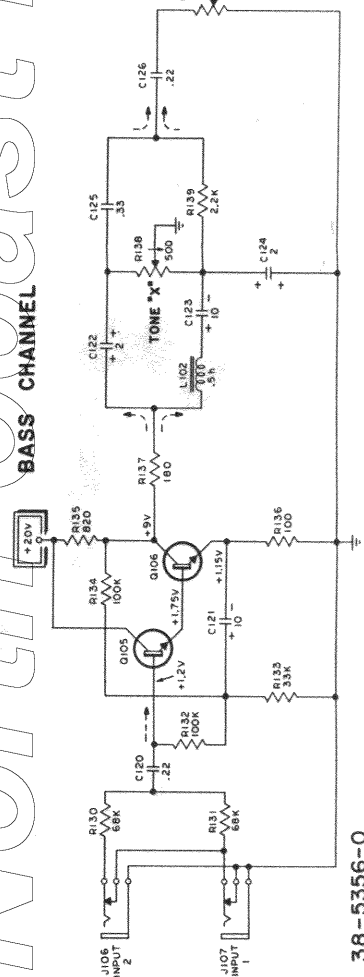 BASS CHANNEL
+20V
R135
820
R134
100K
+9V
Q106
+1.75V
Q105
+1.2V
+1.15V
C121
+ 10 -
R136
100
R133
33K
R132
100K
C120
.22
R130
68K
R131
68K
J106
INPUT
2
J107
INPUT
1
R137
180
C122
+ 2 +
L102
.5h
C123
+ 10 -
TONE "X"
R138
500
C125
.33
R139
2.2K
C124
+ 2 +
C126
.22
38-5356-0